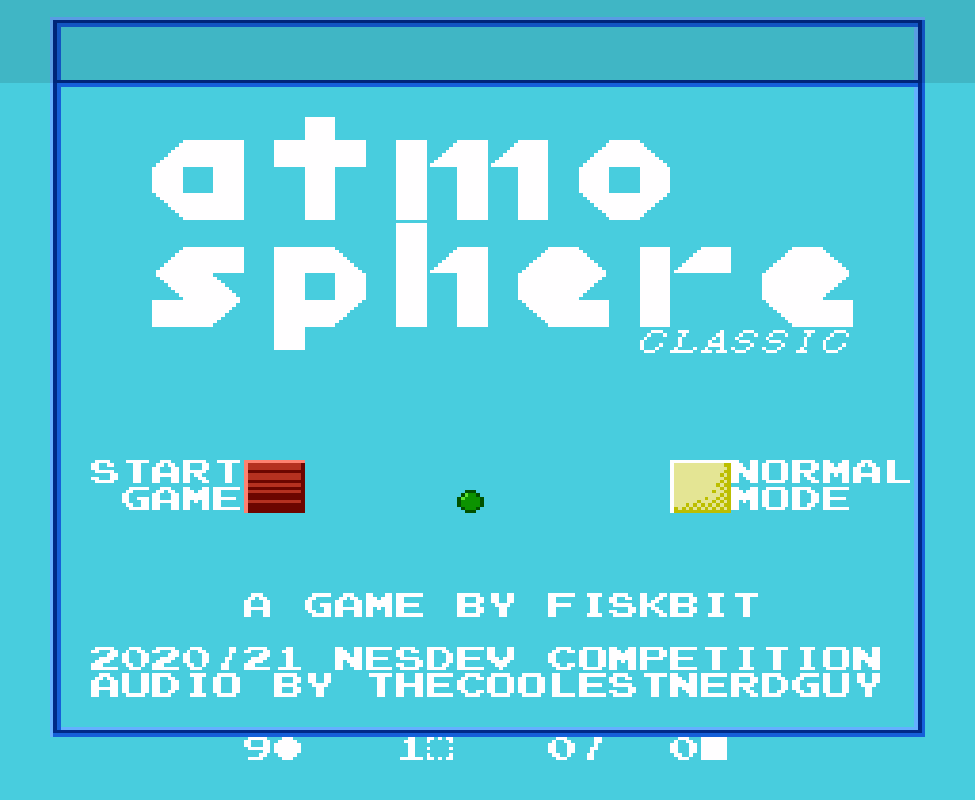 atmo
sphere
CLASSIC
START GAME
NORMAL MODE
A GAME BY FISKBIT
2020/21 NESDEV COMPETITION
AUDIO BY THECOOLESTNERDGUY
9 1 0/ 0